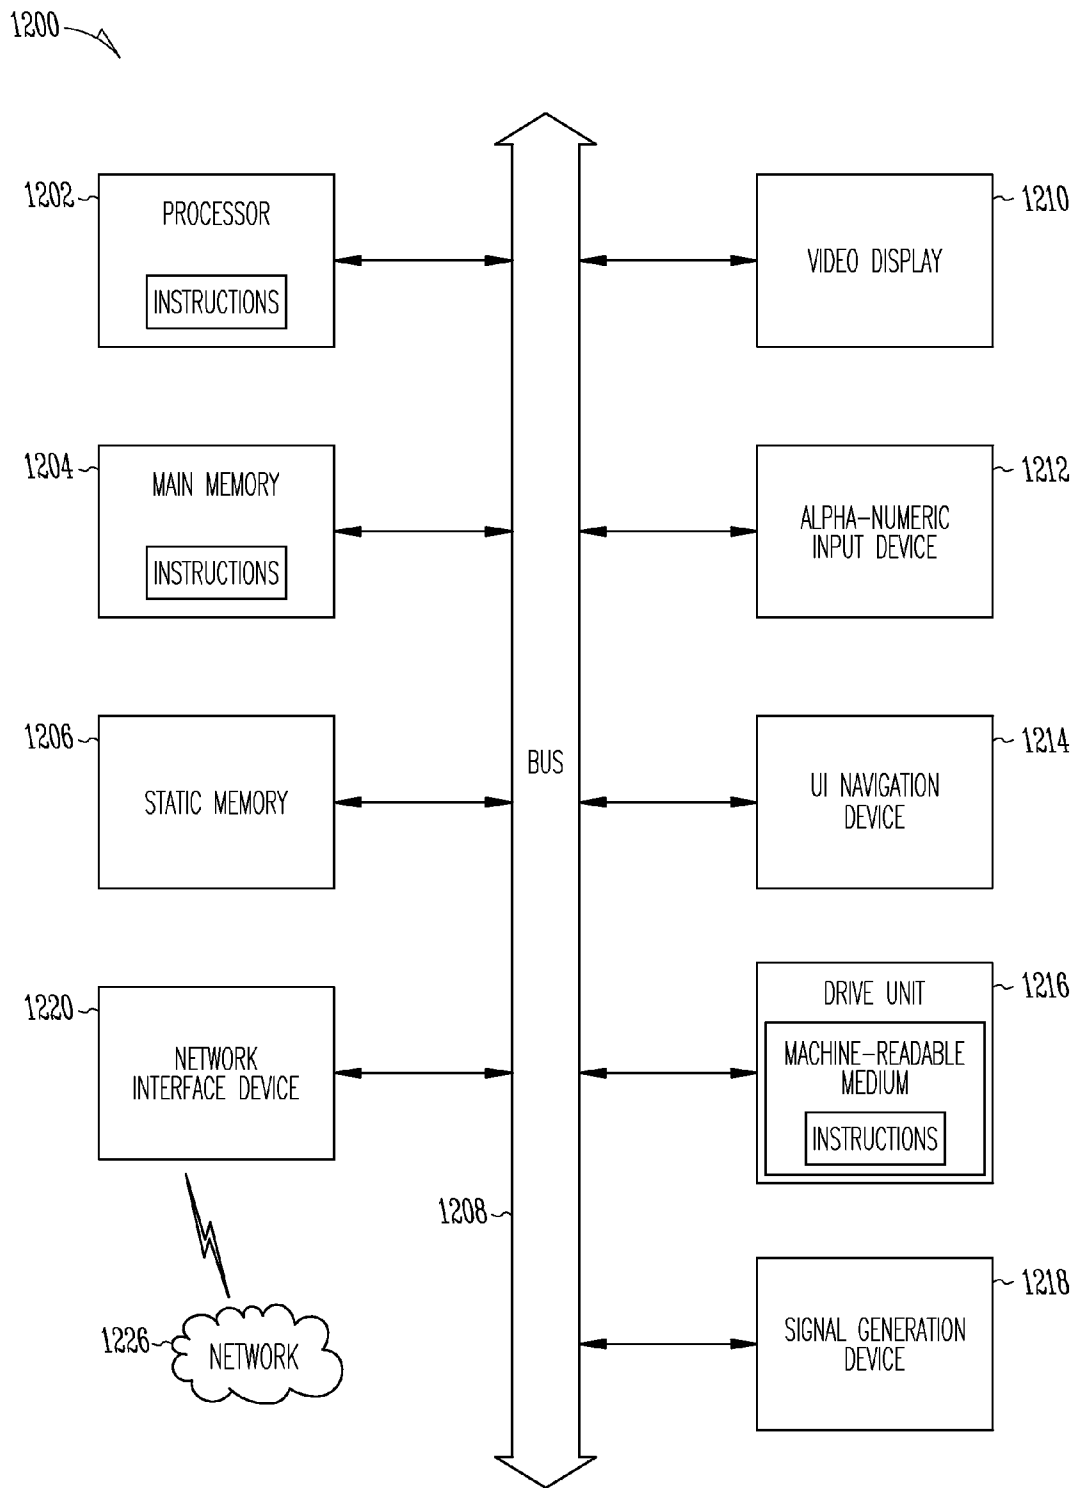 1200
1202
PROCESSOR
INSTRUCTIONS
1210
VIDEO DISPLAY
1204
MAIN MEMORY
INSTRUCTIONS
1212
ALPHA-NUMERIC
INPUT DEVICE
1206
STATIC MEMORY
BUS
1214
UI NAVIGATION
DEVICE
1220
NETWORK
INTERFACE DEVICE
1216
DRIVE UNIT
MACHINE-READABLE
MEDIUM
INSTRUCTIONS
1208
1226
NETWORK
1218
SIGNAL GENERATION
DEVICE